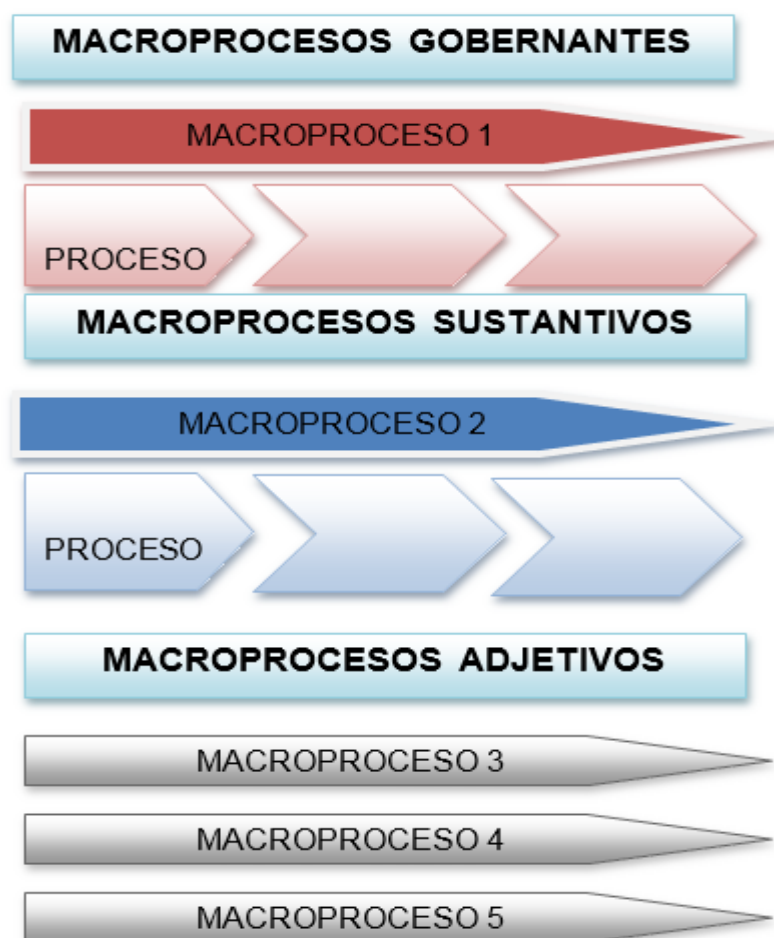 MACROPROCESOS GOBERNANTES
MACROPROCESO 1
PROCESO
MACROPROCESOS SUSTANTIVOS
MACROPROCESO 2
PROCESO
MACROPROCESOS ADJETIVOS
MACROPROCESO 3
MACROPROCESO 4
MACROPROCESO 5